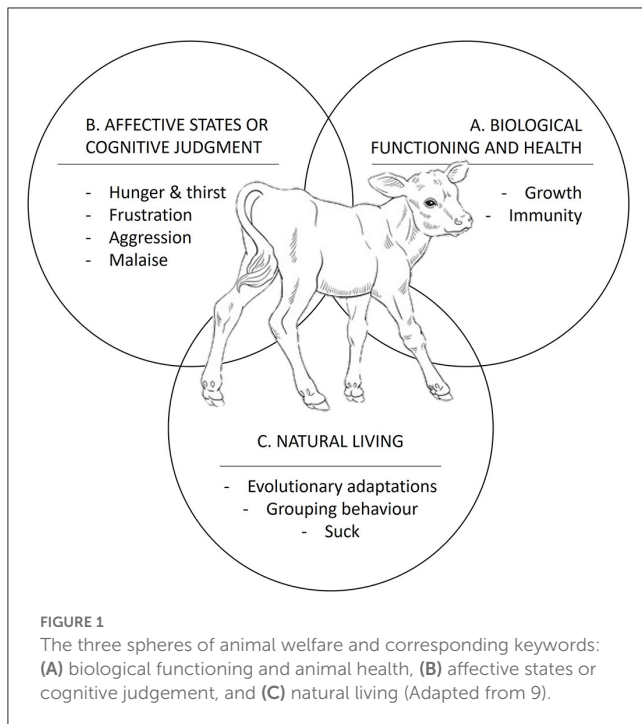 B. AFFECTIVE STATES OR
COGNITIVE JUDGMENT
- Hunger & thirst
- Frustration
- Aggression
- Malaise
A. BIOLOGICAL
FUNCTIONING AND HEALTH
- Growth
- Immunity
C. NATURAL LIVING
- Evolutionary adaptations
- Grouping behaviour
- Suck
FIGURE 1
The three spheres of animal welfare and corresponding keywords:
(A) biological functioning and animal health, (B) affective states or
cognitive judgement, and (C) natural living (Adapted from 9).